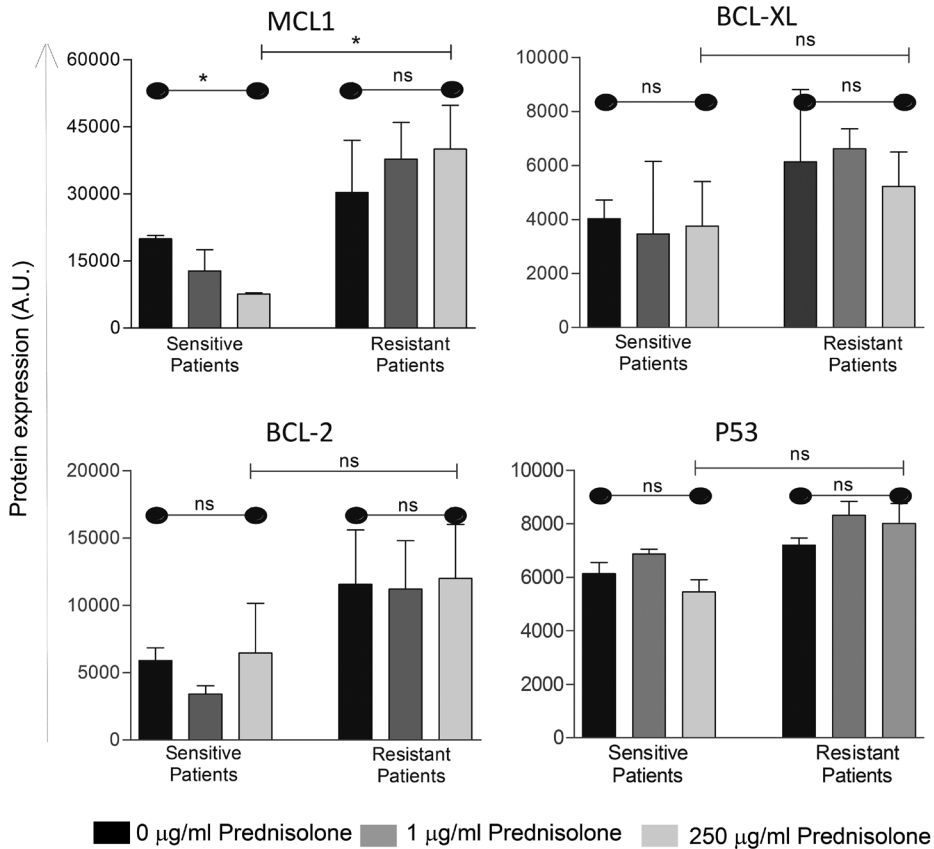 MCL1
*
60000
* ns
45000
30000
15000
0
Sensitive Patients
Resistant Patients
BCL-XL
ns
10000
ns ns
8000
6000
4000
2000
0
Sensitive Patients
Resistant Patients
Protein expression (A.U.)
BCL-2
ns
20000
ns ns
15000
10000
5000
0
Sensitive Patients
Resistant Patients
P53
ns
10000
ns ns
8000
6000
4000
2000
0
Sensitive Patients
Resistant Patients
0 μg/ml Prednisolone 1 μg/ml Prednisolone 250 μg/ml Prednisolone